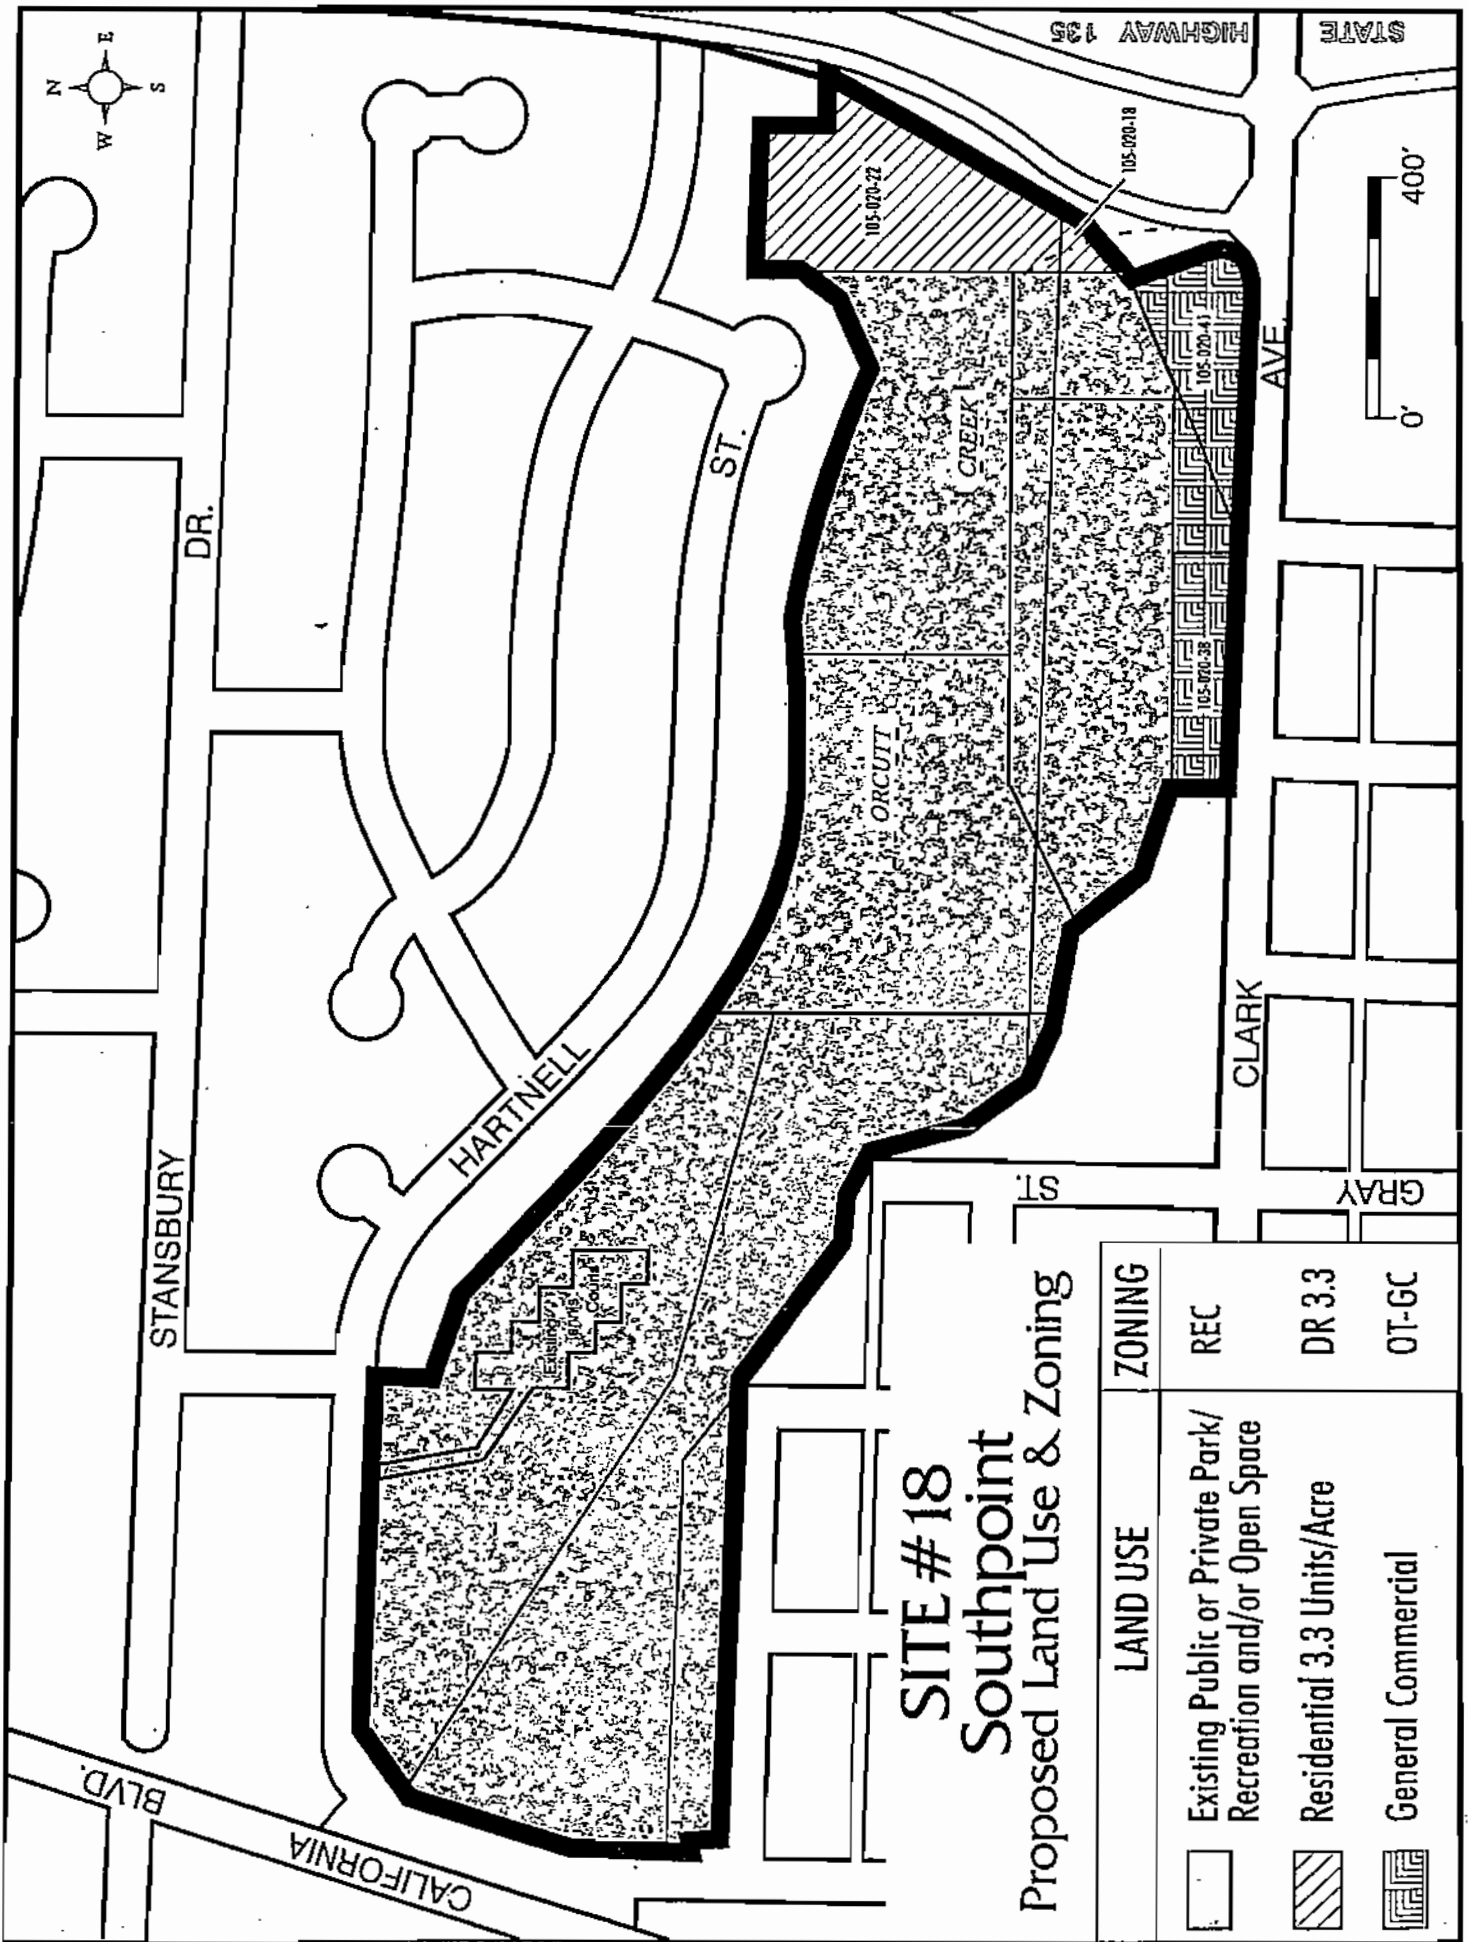 N
W E
S
STANSBURY DR.
HARTNELL ST.
CALIFORNIA BLVD.
STATE
HIGHWAY 135
105-020-22
105-020-18
105-020-41
105-020-38
ORCUTT CREEK
Existing
Tennis
Courts
CLARK AVE.
GRAY ST.
0' 400'
SITE #18
Southpoint
Proposed Land Use & Zoning
LAND USE ZONING
Existing Public or Private Park/ REC
Recreation and/or Open Space
Residential 3.3 Units/Acre DR 3.3
General Commercial OT-GC